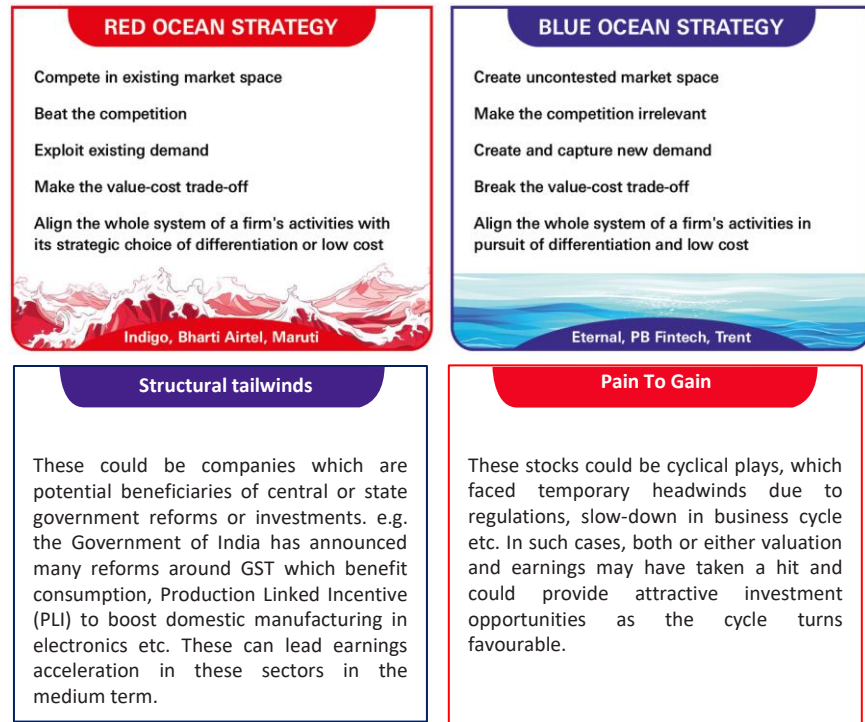 RED OCEAN STRATEGY
Compete in existing market space
Beat the competition
Exploit existing demand
Make the value-cost trade-off
Align the whole system of a firm's activities with
its strategic choice of differentiation or low cost
Indigo, Bharti Airtel, Maruti
BLUE OCEAN STRATEGY
Create uncontested market space
Make the competition irrelevant
Create and capture new demand
Break the value-cost trade-off
Align the whole system of a firm's activities in
pursuit of differentiation and low cost
Eternal, PB Fintech, Trent
Structural tailwinds
These could be companies which are
potential beneficiaries of central or state
government reforms or investments. e.g.
the Government of India has announced
many reforms around GST which benefit
consumption, Production Linked Incentive
(PLI) to boost domestic manufacturing in
electronics etc. These can lead earnings
acceleration in these sectors in the
medium term.
Pain To Gain
These stocks could be cyclical plays, which
faced temporary headwinds due to
regulations, slow-down in business cycle
etc. In such cases, both or either valuation
and earnings may have taken a hit and
could provide attractive investment
opportunities as the cycle turns
favourable.